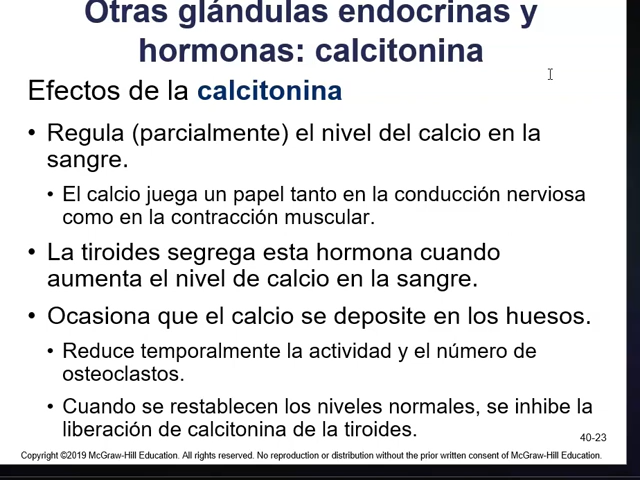 Otras glándulas endocrinas y
hormonas: calcitonina
Efectos de la calcitonina
• Regula (parcialmente) el nivel del calcio en la
sangre.
• El calcio juega un papel tanto en la conducción nerviosa
como en la contracción muscular.
• La tiroides segrega esta hormona cuando
aumenta el nivel de calcio en la sangre.
• Ocasiona que el calcio se deposite en los huesos.
• Reduce temporalmente la actividad y el número de
osteoclastos.
• Cuando se restablecen los niveles normales, se inhibe la
liberación de calcitonina de la tiroides.
40-23
Copyright ©2019 McGraw-Hill Education. All rights reserved. No reproduction or distribution without the prior written consent of McGraw-Hill Education.